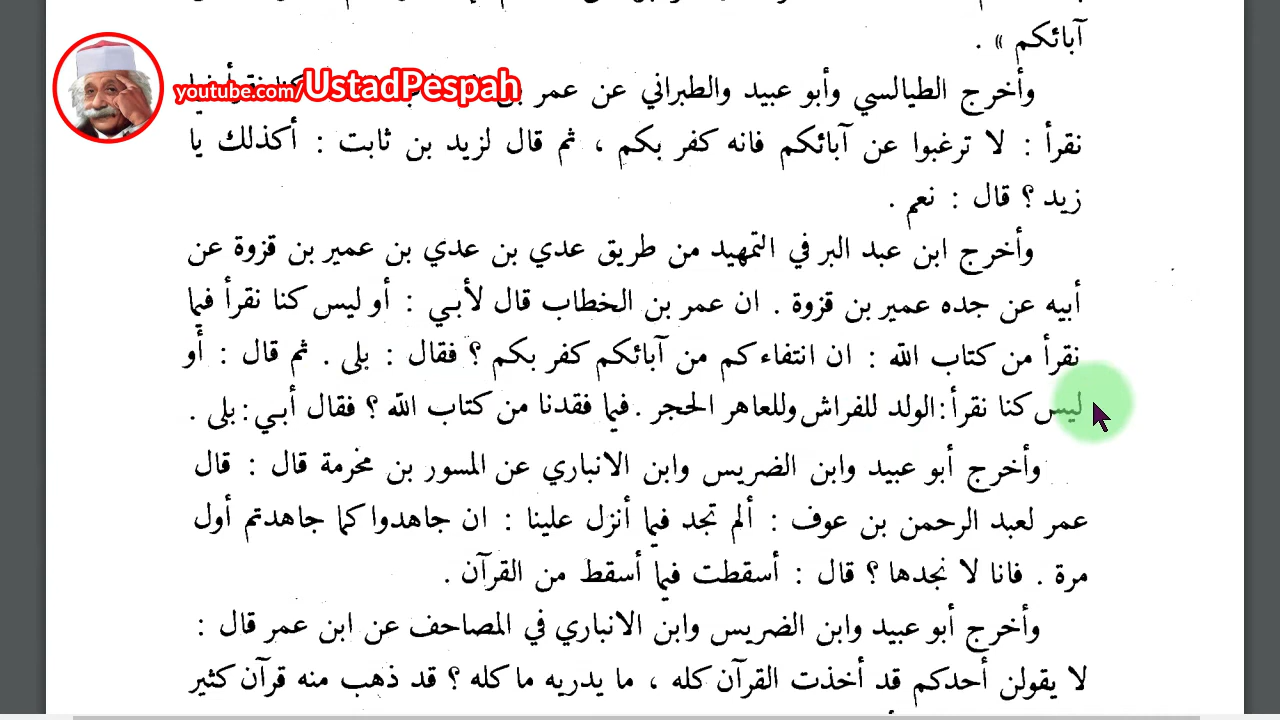 آبائكم » .
youtube.com/UstadPespah
وأخرج الطيالسي وأبو عبيد والطبراني عن عمر
نقرأ : لا ترغبوا عن آبائكم فانه كفر بكم ، ثم قال لزيد بن ثابت : أكذلك يا
زيد ؟ قال : نعم .
وأخرج ابن عبد البر في التمهيد من طريق عدي بن عدي بن عمير بن قزوة عن
أبيه عن جده عمير بن قزوة . ان عمر بن الخطاب قال لأبي : أو ليس كنا نقرأ فيما
نقرأ من كتاب الله : ان انتفاءكم من آبائكم كفر بكم ؟ فقال : بلى . ثم قال : أو
ليس كنا نقرأ : الولد للفراش وللعاهر الحجر . فيما فقدنا من كتاب الله ؟ فقال أبي : بلى .
وأخرج أبو عبيد وابن الضريس وابن الانباري عن المسور بن مخرمة قال : قال
عمر لعبد الرحمن بن عوف : ألم تجد فيما أنزل علينا : ان جاهدوا كما جاهدتم أول
مرة . فانا لا نجدها ؟ قال : أسقطت فيما أسقط من القرآن .
وأخرج أبو عبيد وابن الضريس وابن الانباري في المصاحف عن ابن عمر قال :
لا يقولن أحدكم قد أخذت القرآن كله ، ما يدريه ما كله ؟ قد ذهب منه قرآن كثير